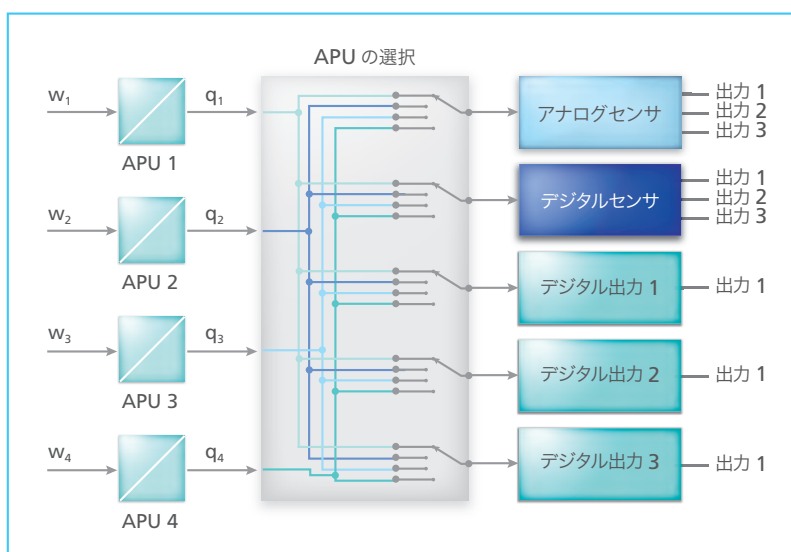 APU の選択
w1
q1
APU 1
アナログセンサ
出力 1
出力 2
出力 3
w2
q2
APU 2
デジタルセンサ
出力 1
出力 2
出力 3
デジタル出力 1
出力 1
w3
q3
APU 3
デジタル出力 2
出力 1
w4
q4
APU 4
デジタル出力 3
出力 1